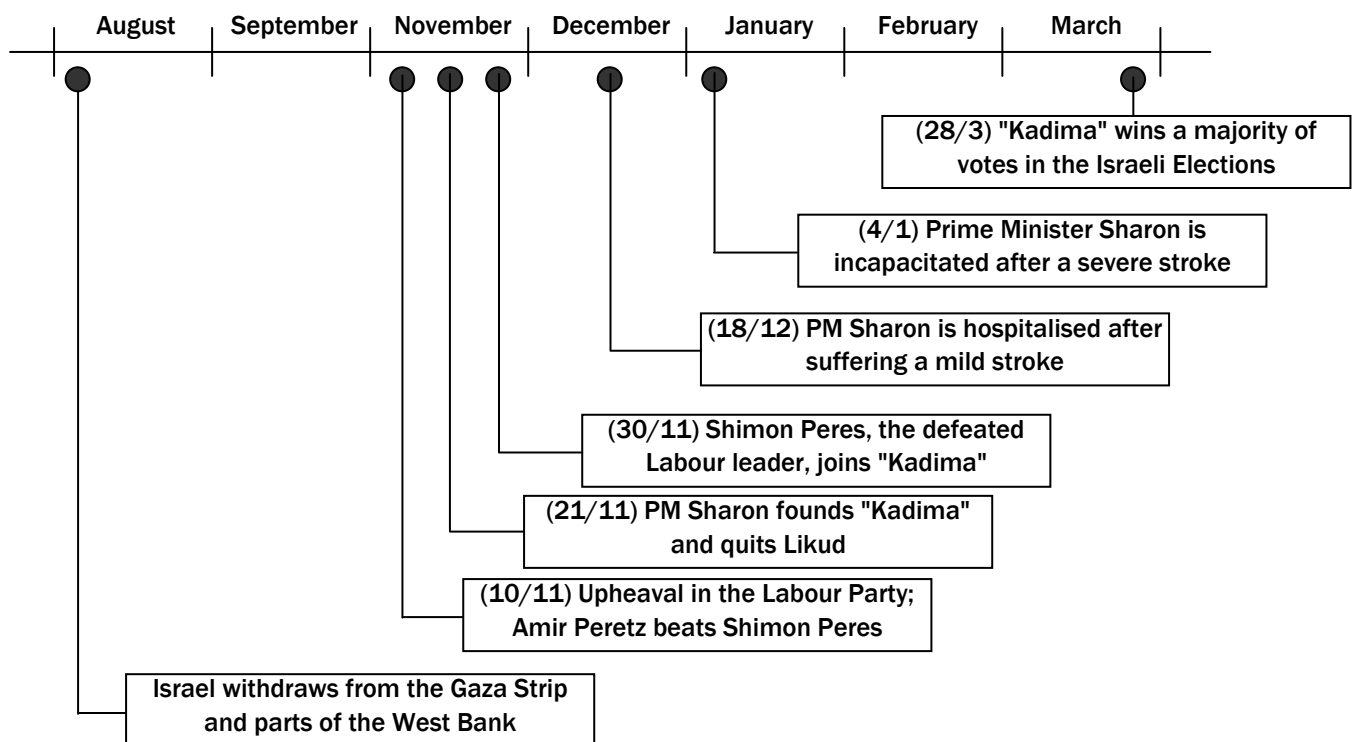 August September November December January February March
(28/3) "Kadima" wins a majority of
votes in the Israeli Elections
(4/1) Prime Minister Sharon is
incapacitated after a severe stroke
(18/12) PM Sharon is hospitalised after
suffering a mild stroke
(30/11) Shimon Peres, the defeated
Labour leader, joins "Kadima"
(21/11) PM Sharon founds "Kadima"
and quits Likud
(10/11) Upheaval in the Labour Party;
Amir Peretz beats Shimon Peres
Israel withdraws from the Gaza Strip
and parts of the West Bank